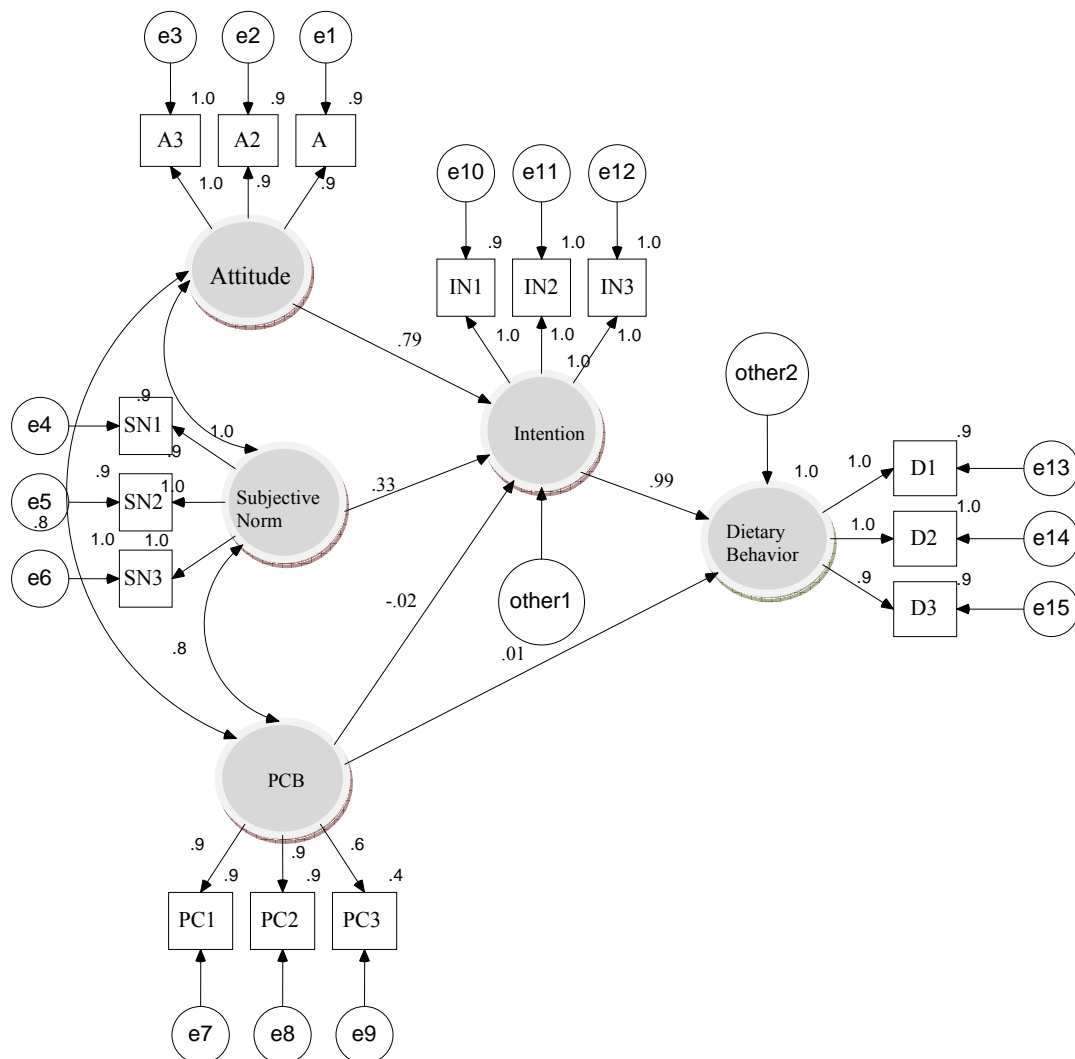 e3 e2 e1
1.0 .9 .9
A3 A2 A
1.0 .9 .9
e10 e11 e12
Attitude
.9 1.0 1.0
IN1 IN2 IN3
.79 1.0 1.0 1.0
1.0
other2
.9
e4 SN1 1.0
.9
Intention
.9 1.0 1.0 D1 e13
.9 1.0
e5 SN2 Subjective
Norm
.33 .99
1.0
.8
1.0 D2 e14
Dietary
Behavior
1.0 1.0
e6 SN3
.9 .9
D3 e15
-.02 other1
.8 .01
PCB
.9 .9 .6
.9 .9 .4
PC1 PC2 PC3
e7 e8 e9